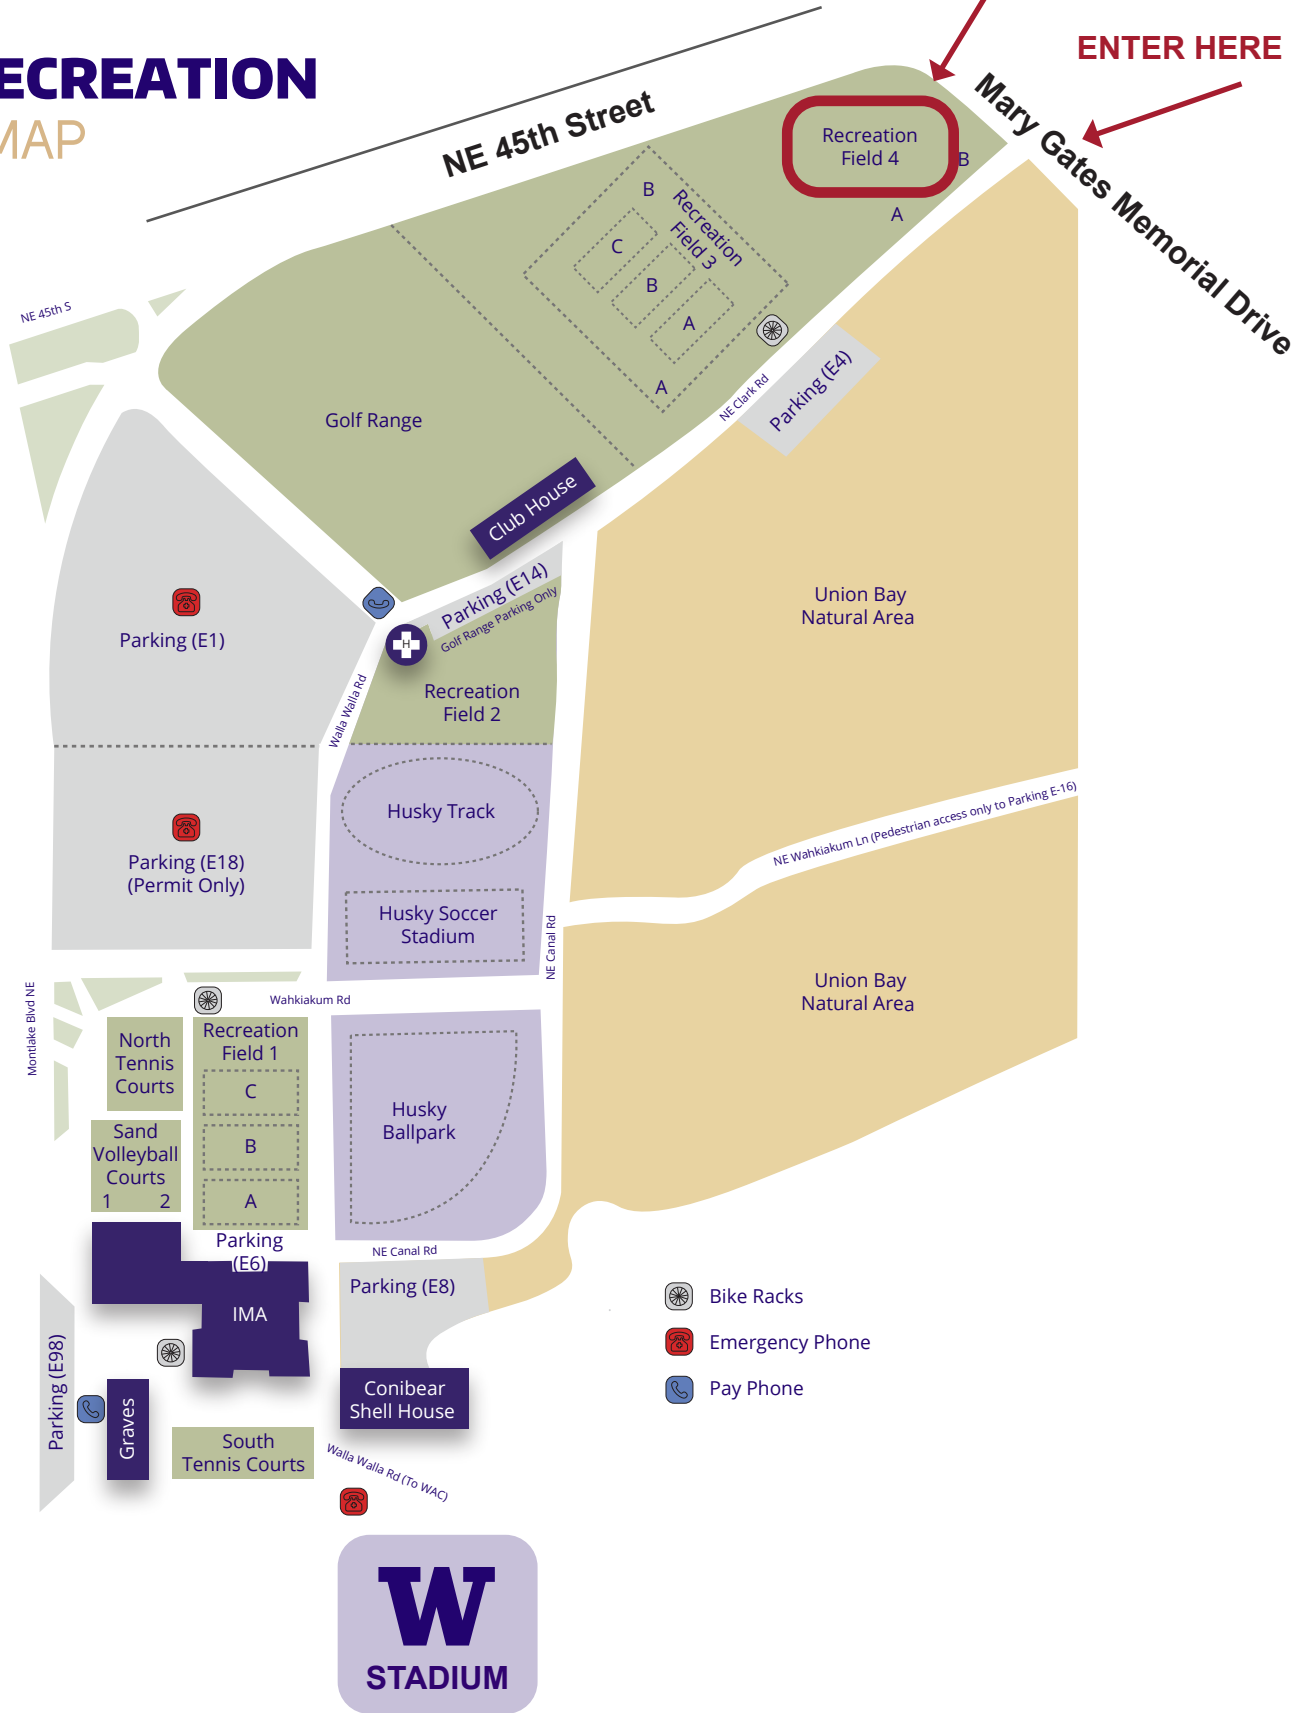 ECREATION
MAP
ENTER HERE
NE 45th Street
Mary Gates Memorial Drive
Recreation
Field 4
B
A
B
Recreation
Field 3
C
B
A
A
NE 45th S
Golf Range
NE Clark Rd
Parking (E4)
Club House
Parking (E14)
Golf Range Parking Only
H
Parking (E1)
Union Bay
Natural Area
Walla Walla Rd
Recreation
Field 2
Husky Track
NE Wahkiakum Ln (Pedestrian access only to Parking E-16)
Parking (E18)
(Permit Only)
Husky Soccer
Stadium
NE Canal Rd
Union Bay
Natural Area
Montlake Blvd NE
Wahkiakum Rd
North
Tennis
Courts
Recreation
Field 1
C
B
A
Husky
Ballpark
Sand
Volleyball
Courts
1 2
Parking
(E6)
NE Canal Rd
Parking (E8)
IMA
Bike Racks
Emergency Phone
Pay Phone
Parking (E98)
Graves
Conibear
Shell House
South
Tennis Courts
Walla Walla Rd (To WAC)
W
STADIUM